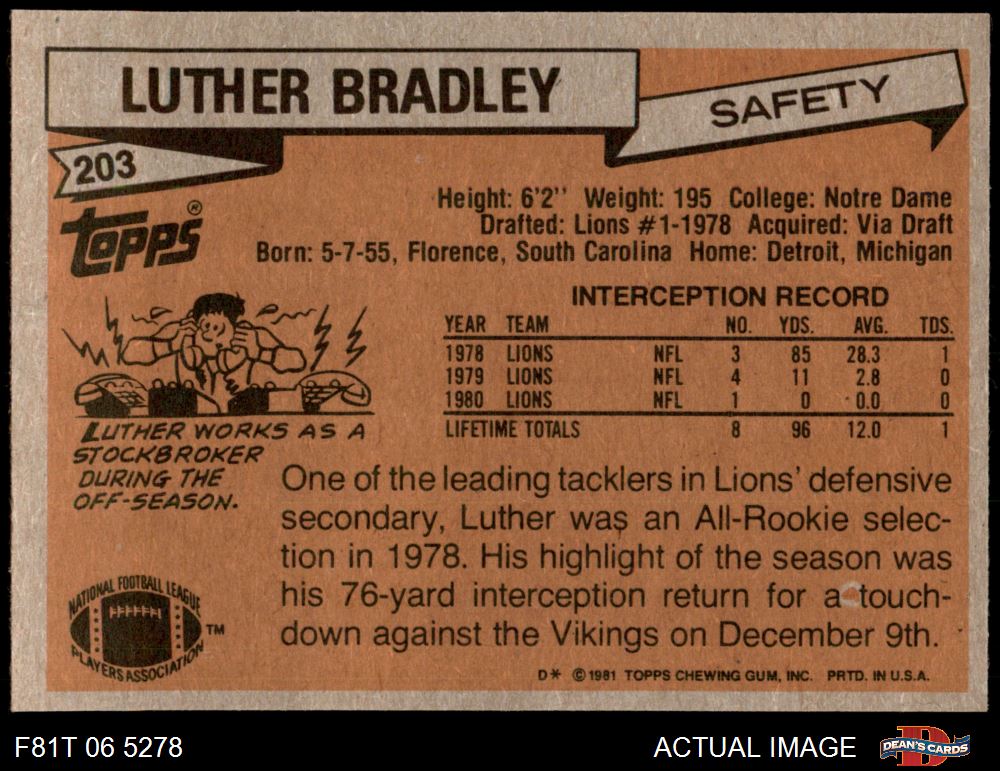 LUTHER BRADLEY
SAFETY
203
TOPPS®
Height: 6'2'' Weight: 195 College: Notre Dame
Drafted: Lions #1-1978 Acquired: Via Draft
Born: 5-7-55, Florence, South Carolina Home: Detroit, Michigan
INTERCEPTION RECORD
YEAR TEAM NO. YDS. AVG. TDS.
1978 LIONS NFL 3 85 28.3 1
1979 LIONS NFL 4 11 2.8 0
1980 LIONS NFL 1 0 0.0 0
LIFETIME TOTALS 8 96 12.0 1
LUTHER WORKS AS A
STOCKBROKER
DURING THE
OFF-SEASON.
One of the leading tacklers in Lions' defensive
secondary, Luther was an All-Rookie selec-
tion in 1978. His highlight of the season was
his 76-yard interception return for a touch-
down against the Vikings on December 9th.
NATIONAL FOOTBALL LEAGUE
PLAYERS ASSOCIATION
TM
D* ©1981 TOPPS CHEWING GUM, INC. PRTD. IN U.S.A.
F81T 06 5278
ACTUAL IMAGE
DEAN'S CARDS